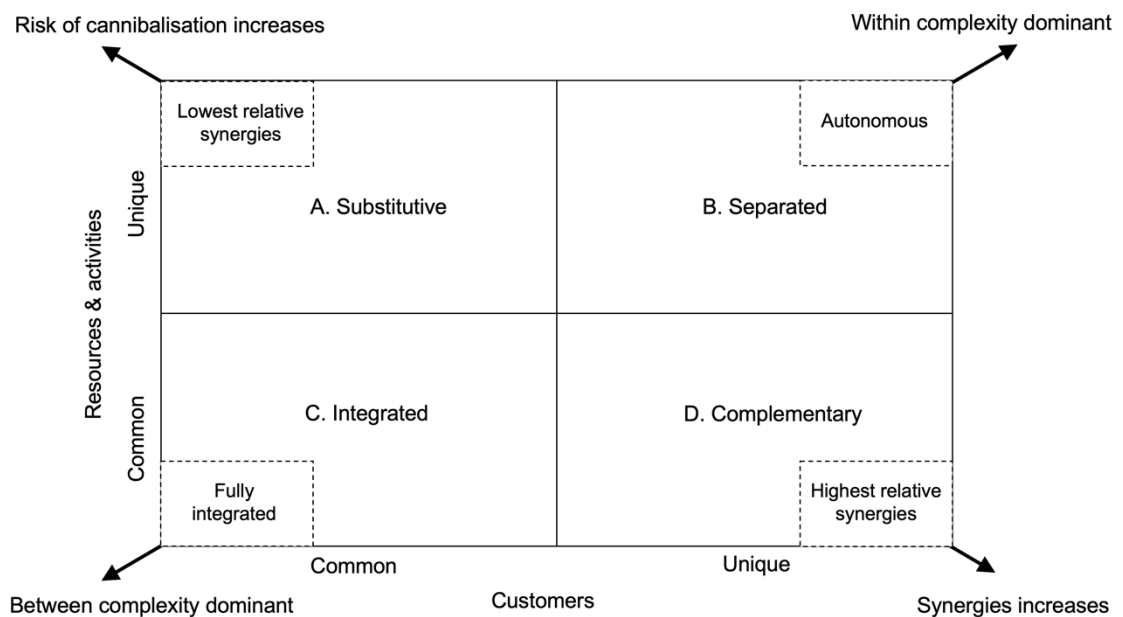 Risk of cannibalisation increases
Within complexity dominant
Lowest relative
synergies
Autonomous
Resources & activities
Unique
A. Substitutive
B. Separated
Common
C. Integrated
D. Complementary
Fully
integrated
Highest relative
synergies
Common
Unique
Between complexity dominant
Customers
Synergies increases